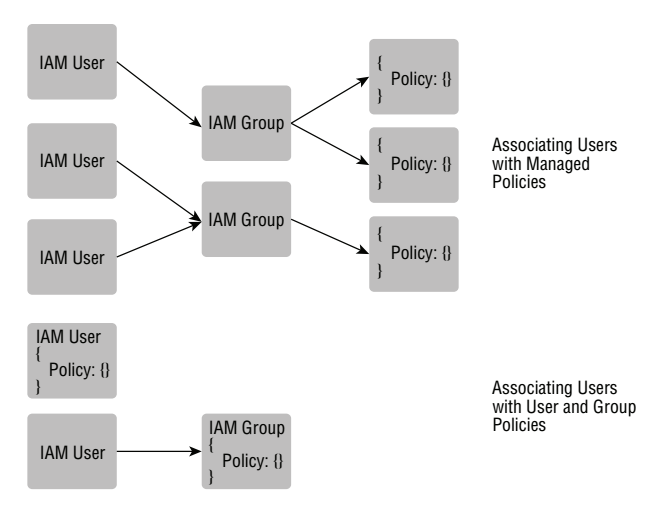 IAM User
IAM Group
{
Policy: {}
}
IAM User
{
Policy: {}
}
Associating Users
with Managed
Policies
IAM User
IAM Group
{
Policy: {}
}
IAM User
{
Policy: {}
}
IAM User
IAM Group
{
Policy: {}
}
Associating Users
with User and Group
Policies